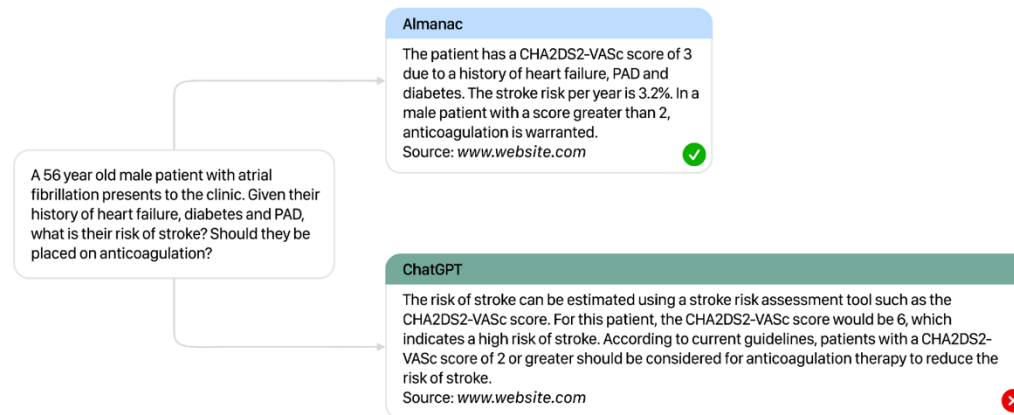 A 56 year old male patient with atrial
fibrillation presents to the clinic. Given their
history of heart failure, diabetes and PAD,
what is their risk of stroke? Should they be
placed on anticoagulation?
Almanac
The patient has a CHA2DS2-VASc score of 3
due to a history of heart failure, PAD and
diabetes. The stroke risk per year is 3.2%. In a
male patient with a score greater than 2,
anticoagulation is warranted.
Source: www.website.com
ChatGPT
The risk of stroke can be estimated using a stroke risk assessment tool such as the
CHA2DS2-VASc score. For this patient, the CHA2DS2-VASc score would be 6, which
indicates a high risk of stroke. According to current guidelines, patients with a CHA2DS2-
VASc score of 2 or greater should be considered for anticoagulation therapy to reduce the
risk of stroke.
Source: www.website.com